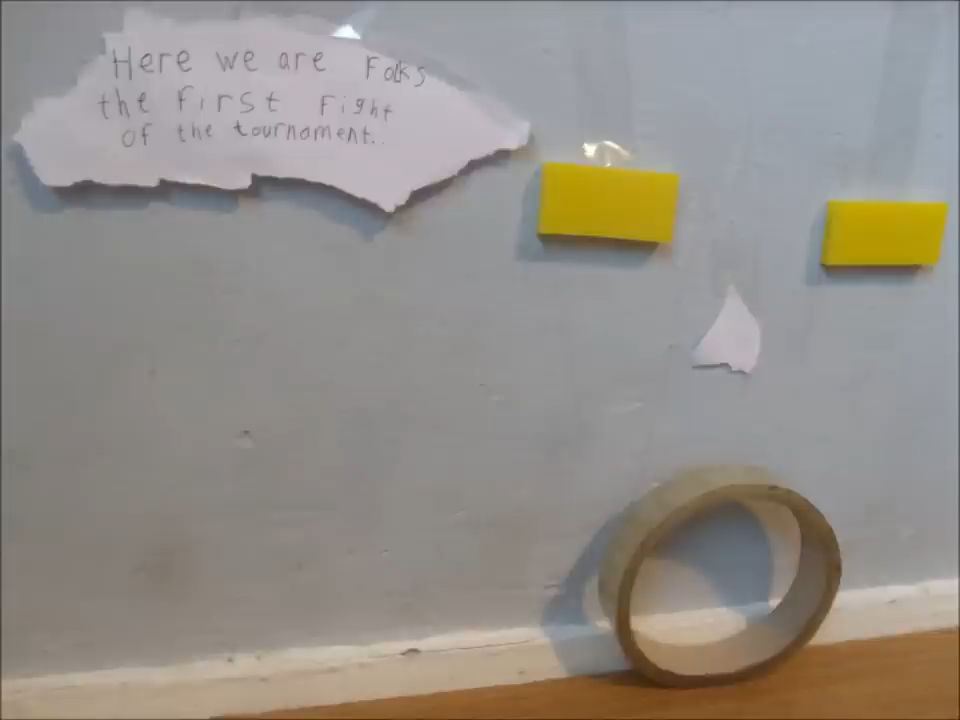 Here we are Folks
the first Fight
of the tournament..